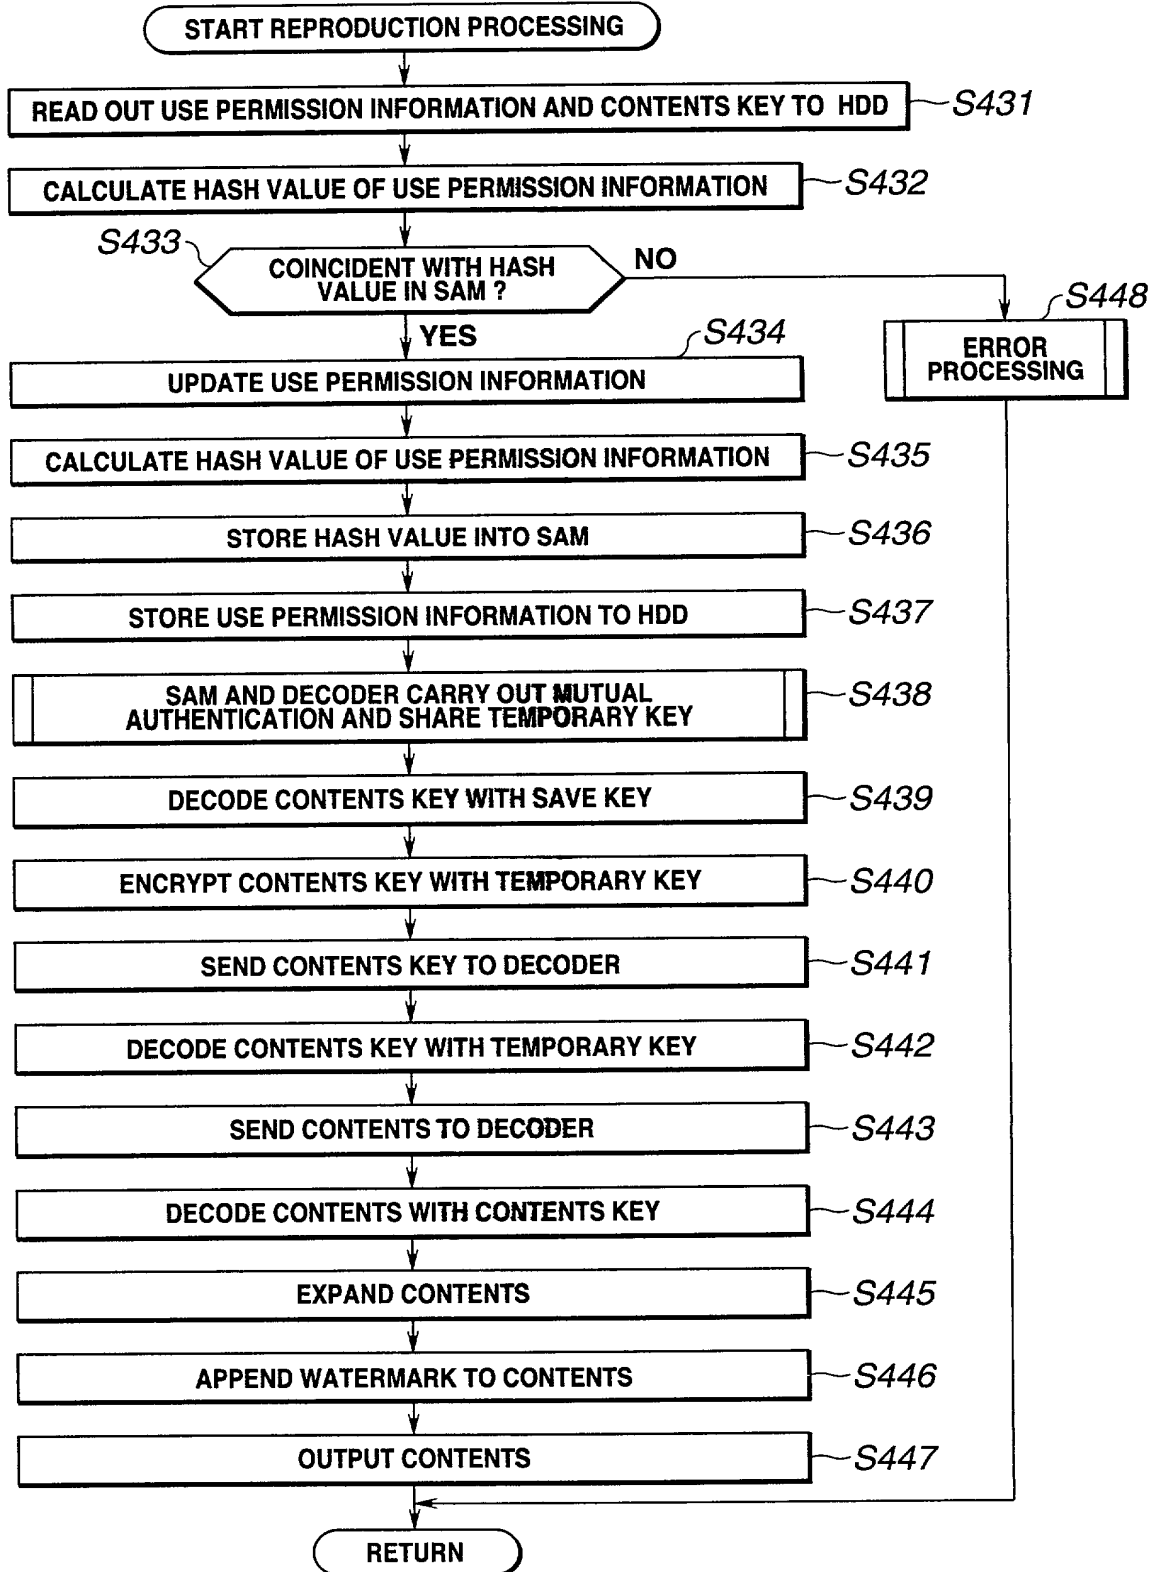 START REPRODUCTION PROCESSING
READ OUT USE PERMISSION INFORMATION AND CONTENTS KEY TO HDD
S431
CALCULATE HASH VALUE OF USE PERMISSION INFORMATION
S432
S433
COINCIDENT WITH HASH
VALUE IN SAM ?
NO
YES
S448
ERROR
PROCESSING
S434
UPDATE USE PERMISSION INFORMATION
CALCULATE HASH VALUE OF USE PERMISSION INFORMATION
S435
STORE HASH VALUE INTO SAM
S436
STORE USE PERMISSION INFORMATION TO HDD
S437
SAM AND DECODER CARRY OUT MUTUAL
AUTHENTICATION AND SHARE TEMPORARY KEY
S438
DECODE CONTENTS KEY WITH SAVE KEY
S439
ENCRYPT CONTENTS KEY WITH TEMPORARY KEY
S440
SEND CONTENTS KEY TO DECODER
S441
DECODE CONTENTS KEY WITH TEMPORARY KEY
S442
SEND CONTENTS TO DECODER
S443
DECODE CONTENTS WITH CONTENTS KEY
S444
EXPAND CONTENTS
S445
APPEND WATERMARK TO CONTENTS
S446
OUTPUT CONTENTS
S447
RETURN